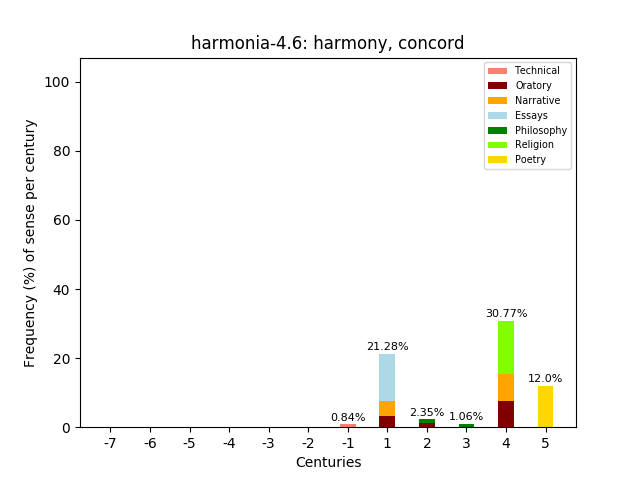 harmonia-4.6: harmony, concord
Technical
Oratory
Narrative
Essays
Philosophy
Religion
Poetry
Frequency (%) of sense per century
100
80
60
40
20
0
0.84%
21.28%
2.35%
1.06%
30.77%
12.0%
-7 -6 -5 -4 -3 -2 -1 1 2 3 4 5
Centuries